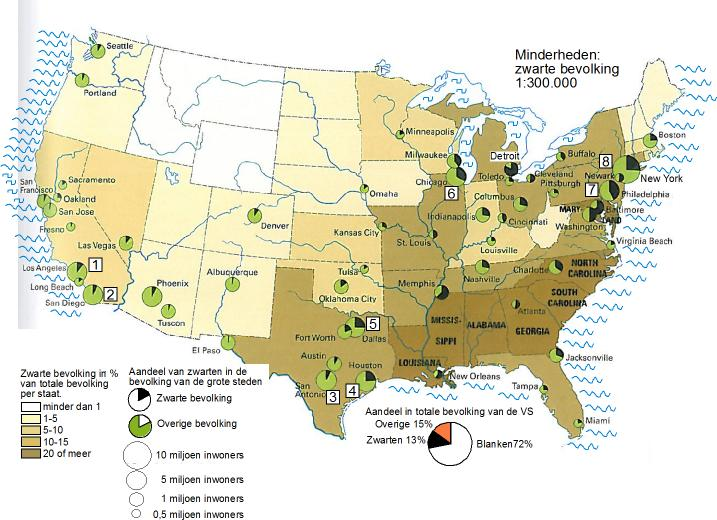 Minderheden:
zwarte bevolking
1:300.000
Seattle
Portland
Minneapolis
Milwaukee
Detroit
Buffalo
8
Boston
Toledo
Cleveland
Newark
New York
Pittsburgh
7
Philadelphia
Chicago
6
San
Francisco
Sacramento
Oakland
San Jose
Fresno
Omaha
Columbus
MARY
LAND
Baltimore
Washington
Denver
Indianapolis
Cincinnati
Kansas City
St. Louis
Virginia Beach
Las Vegas
Louisville
Los Angeles
1
Long Beach
2
San Diego
Albuquerque
Tulsa
Phoenix
Tuscon
Oklahoma City
Memphis
Nashville
Charlotte
NORTH
CAROLINA
SOUTH
CAROLINA
Atlanta
MISSIS-
SIPPI
ALABAMA
GEORGIA
5
Fort Worth
Dallas
El Paso
Austin
Houston
LOUISIANA
San
Antonio
3
4
New Orleans
Jacksonville
Tampa
Miami
Zwarte bevolking in %
van totale bevolking
per staat.
minder dan 1
1-5
5-10
10-15
20 of meer
Aandeel van zwarten in de
bevolking van de grote steden
Zwarte bevolking
Overige bevolking
10 miljoen inwoners
5 miljoen inwoners
1 miljoen inwoners
0,5 miljoen inwoners
Aandeel in totale bevolking van de VS
Overige 15%
Zwarten 13%
Blanken72%